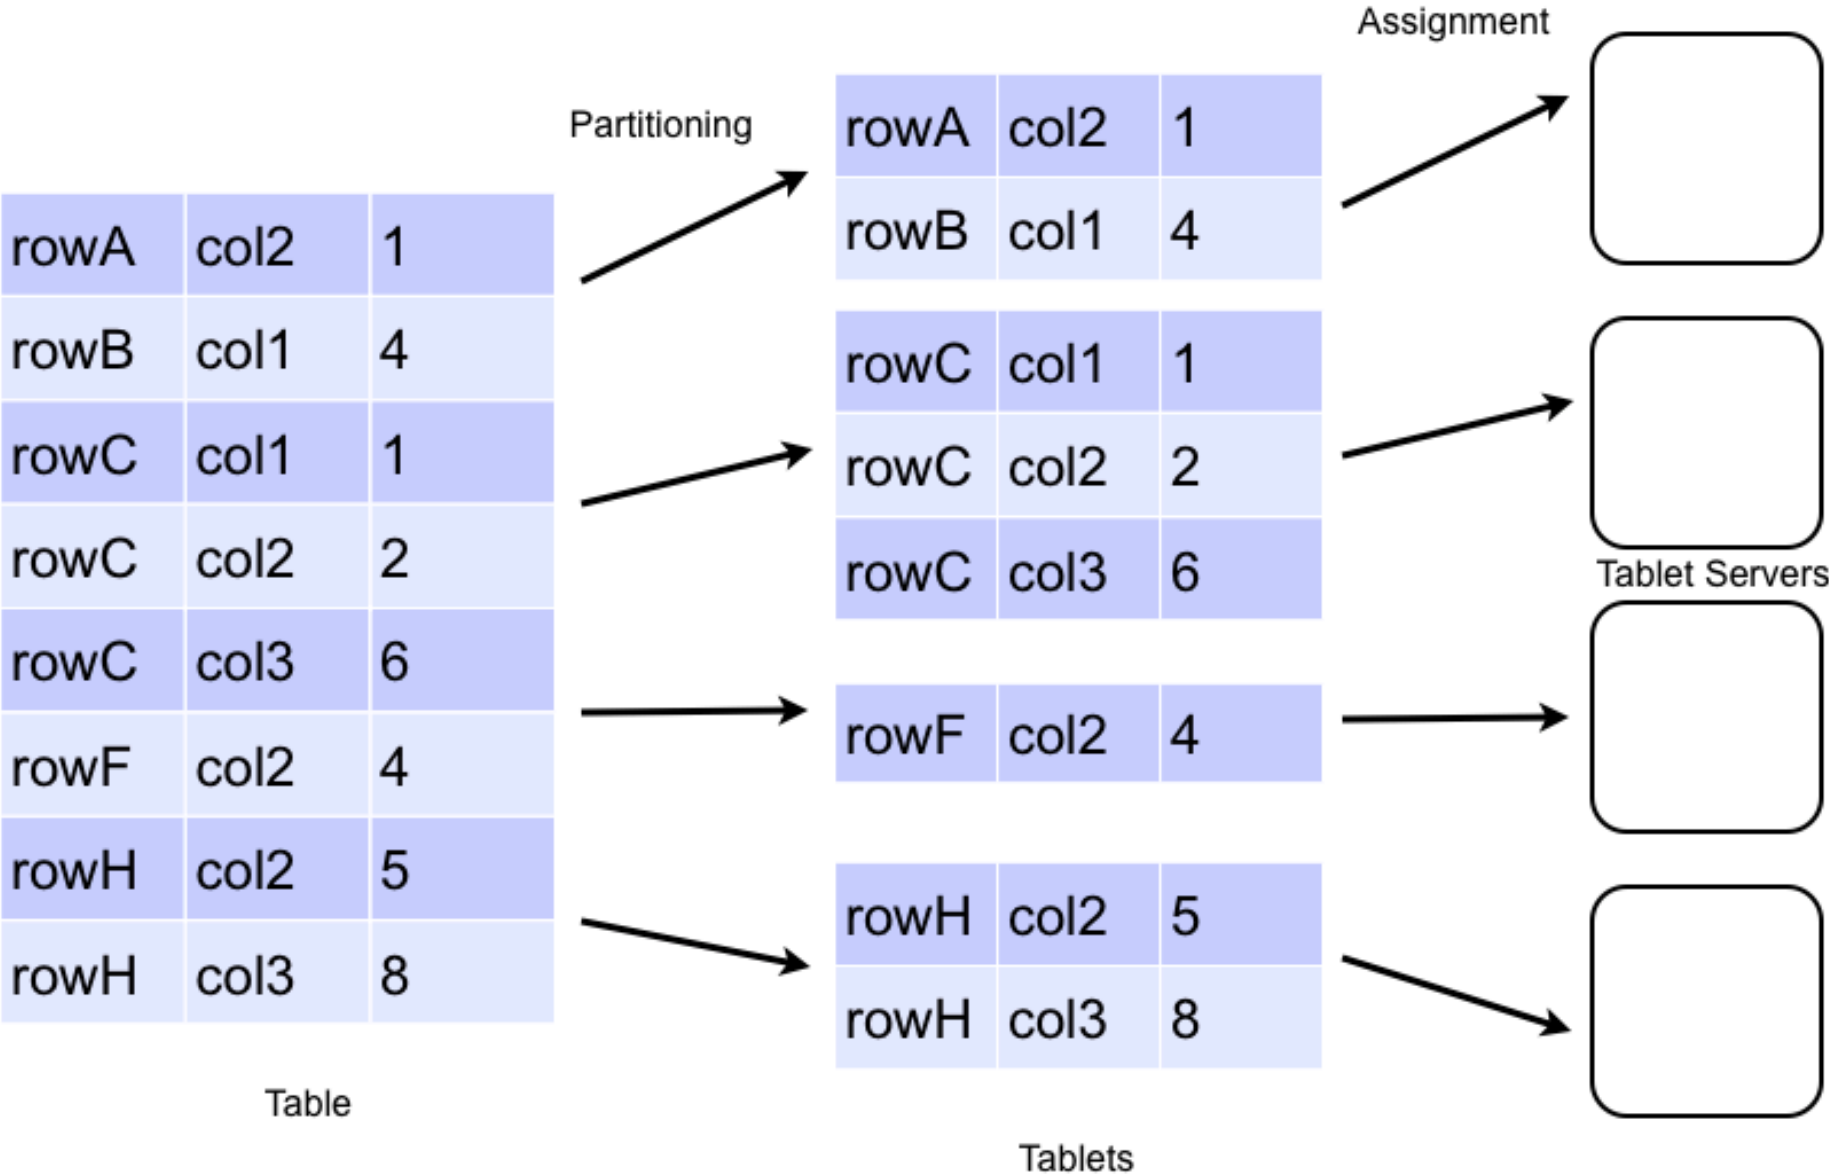 Assignment
Partitioning
rowA col2 1
rowB col1 4
rowC col1 1
rowC col2 2
rowC col3 6
rowF col2 4
rowH col2 5
rowH col3 8
Table
rowA col2 1
rowB col1 4
rowC col1 1
rowC col2 2
rowC col3 6
rowF col2 4
rowH col2 5
rowH col3 8
Tablets
Tablet Servers